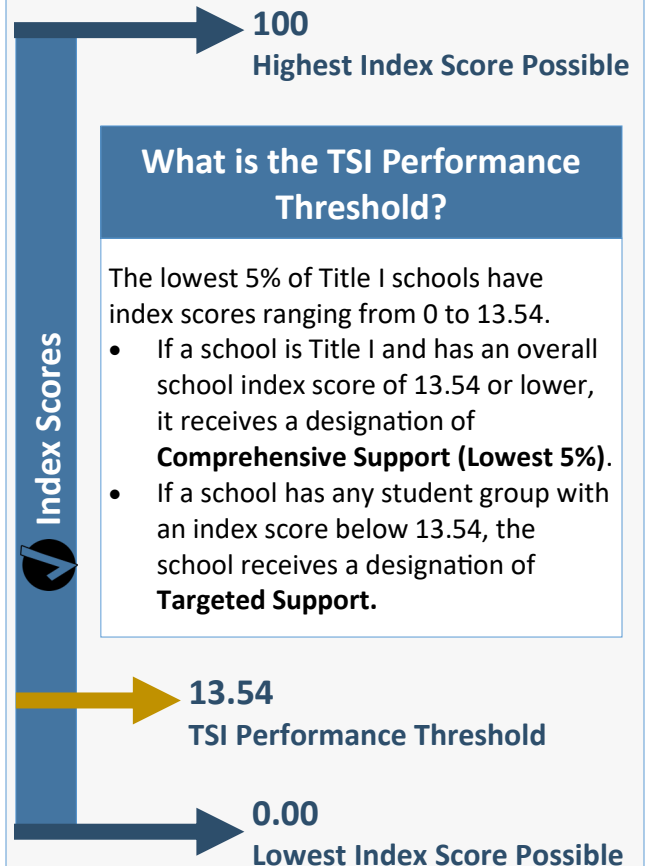 100
Highest Index Score Possible
What is the TSI Performance
Threshold?
The lowest 5% of Title I schools have
index scores ranging from 0 to 13.54.
• If a school is Title I and has an overall
school index score of 13.54 or lower,
it receives a designation of
Comprehensive Support (Lowest 5%).
• If a school has any student group with
an index score below 13.54, the
school receives a designation of
Targeted Support.
Index Scores
13.54
TSI Performance Threshold
0.00
Lowest Index Score Possible